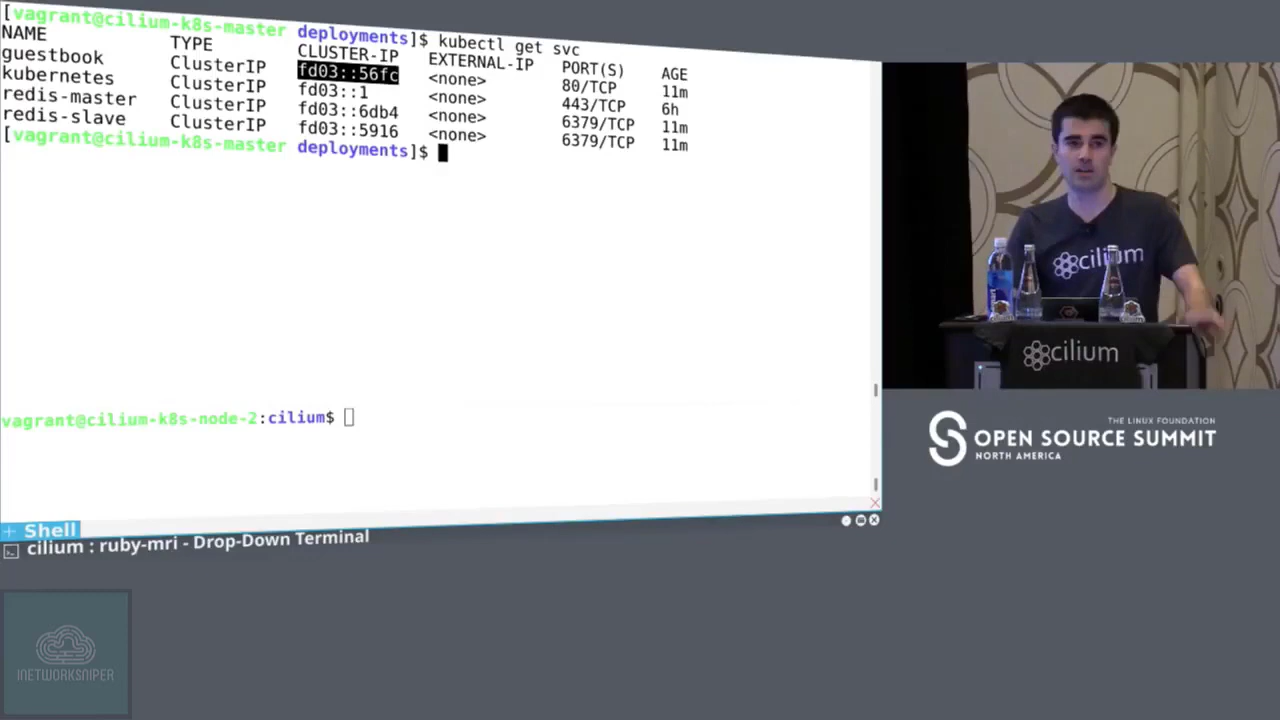 [vagrant@cilium-k8s-master deployments]$ kubectl get svc
NAME TYPE CLUSTER-IP EXTERNAL-IP PORT(S) AGE
guestbook ClusterIP fd03::56fc <none> 80/TCP 11m
kubernetes ClusterIP fd03::1 <none> 443/TCP 6h
redis-master ClusterIP fd03::6db4 <none> 6379/TCP 11m
redis-slave ClusterIP fd03::5916 <none> 6379/TCP 11m
[vagrant@cilium-k8s-master deployments]$
vagrant@cilium-k8s-node-2:cilium$
+ Shell
cilium : ruby-mri - Drop-Down Terminal
cilium
cilium
THE LINUX FOUNDATION
OPEN SOURCE SUMMIT
NORTH AMERICA
INETWORKSNIPER